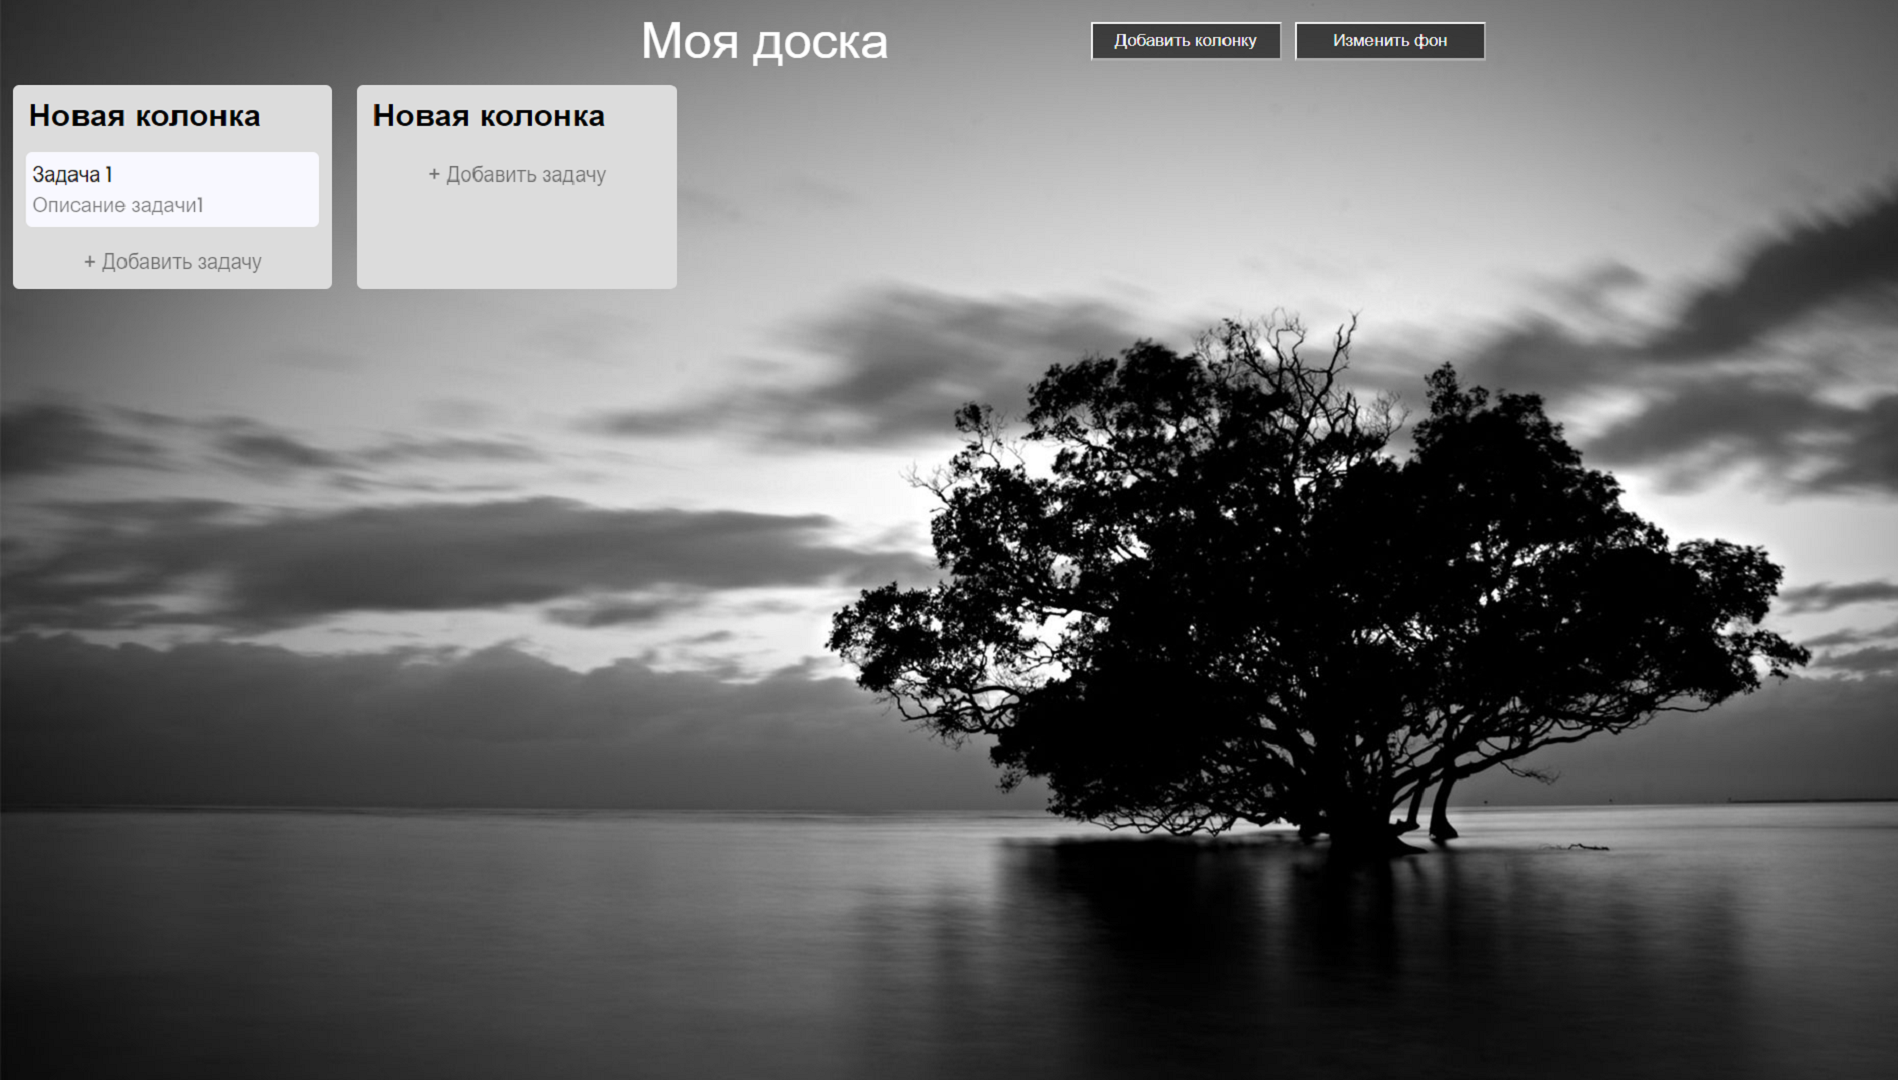 Моя доска
Добавить колонку
Изменить фон
Новая колонка
Задача 1
Описание задачи1
+ Добавить задачу
Новая колонка
+ Добавить задачу